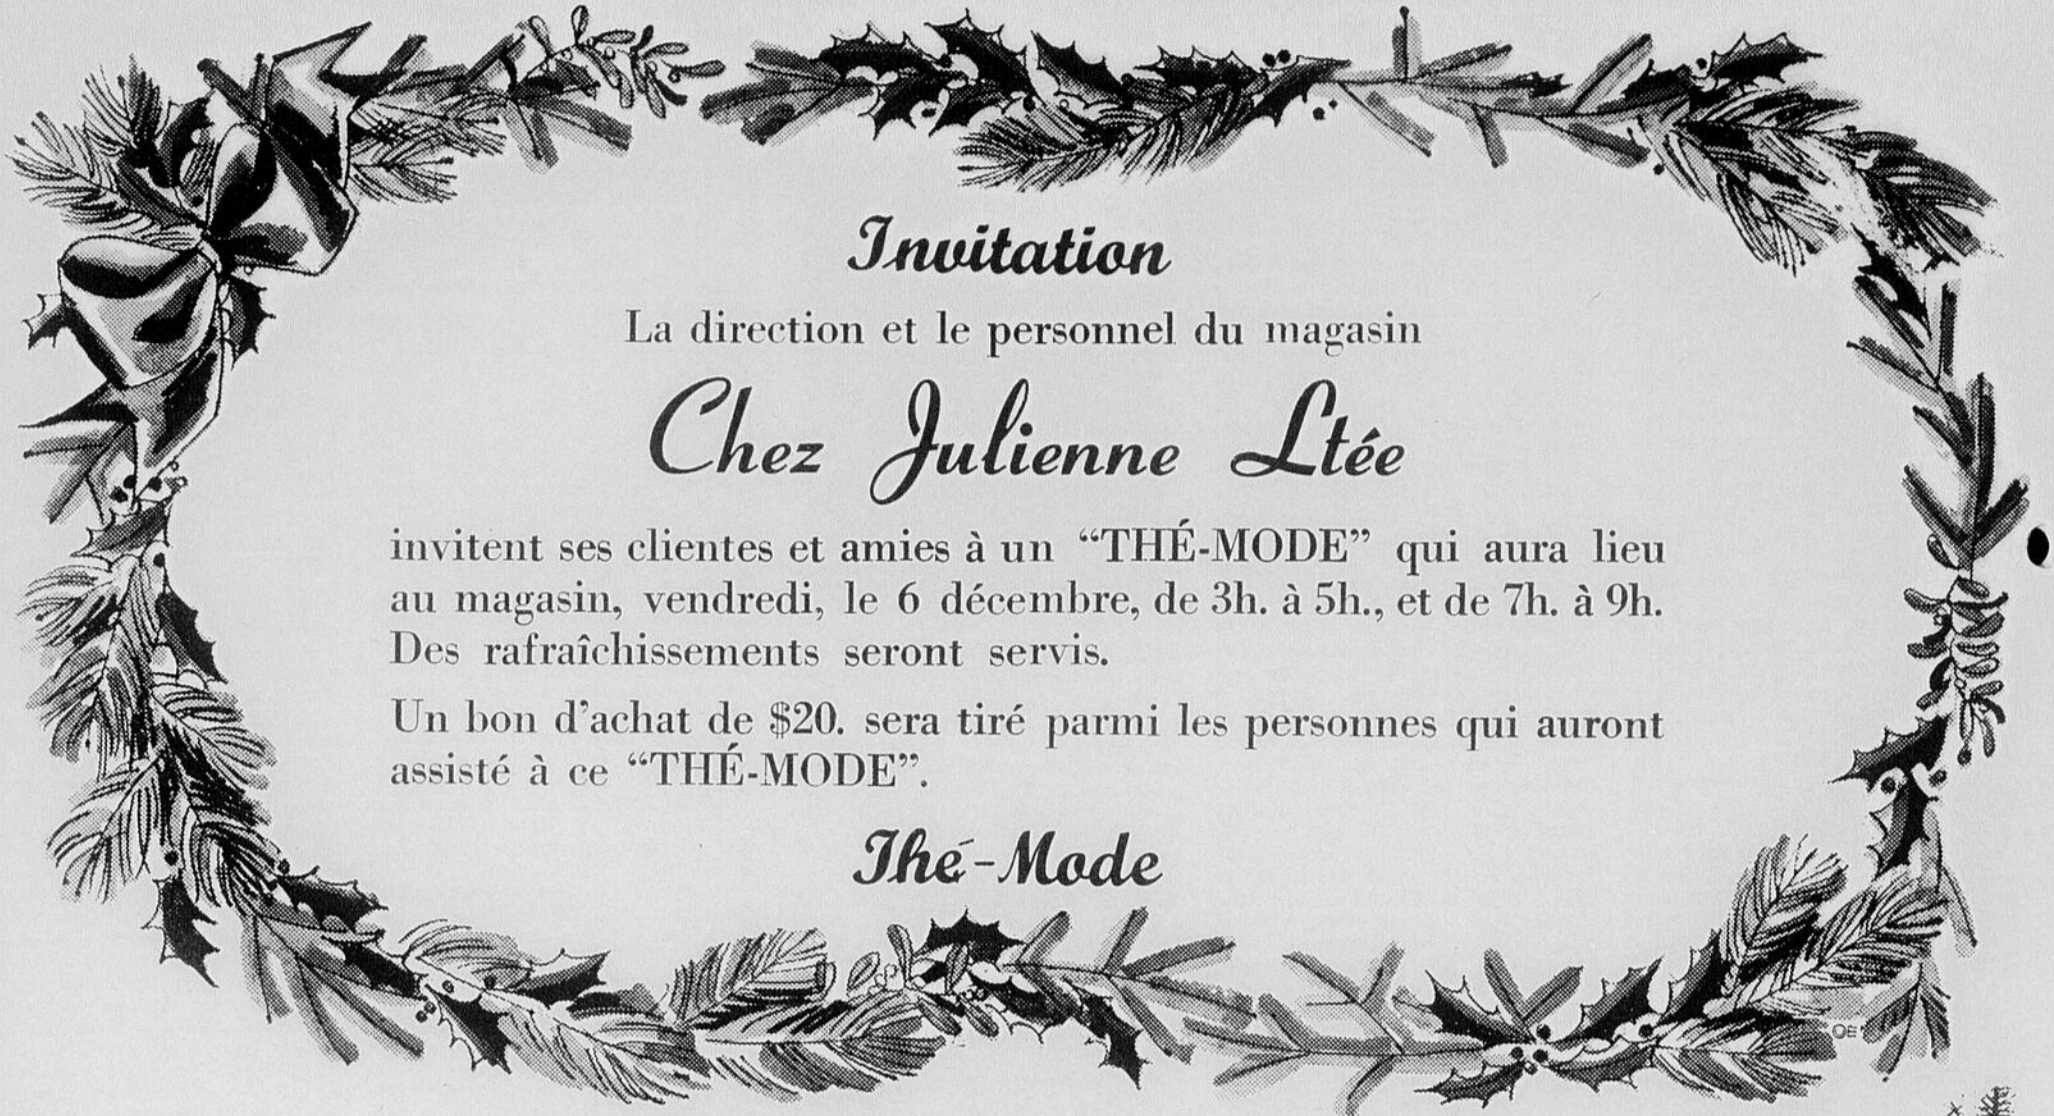 Invitation
La direction et le personnel du magasin
Chez Julienne Ltée
invitent ses clientes et amies à un “THÉ-MODE” qui aura lieu
au magasin, vendredi, le 6 décembre, de 3h. à 5h., et de 7h. à 9h.
Des rafraîchissements seront servis.
Un bon d’achat de $20. sera tiré parmi les personnes qui auront
assisté à ce “THÉ-MODE”.
Thé-Mode